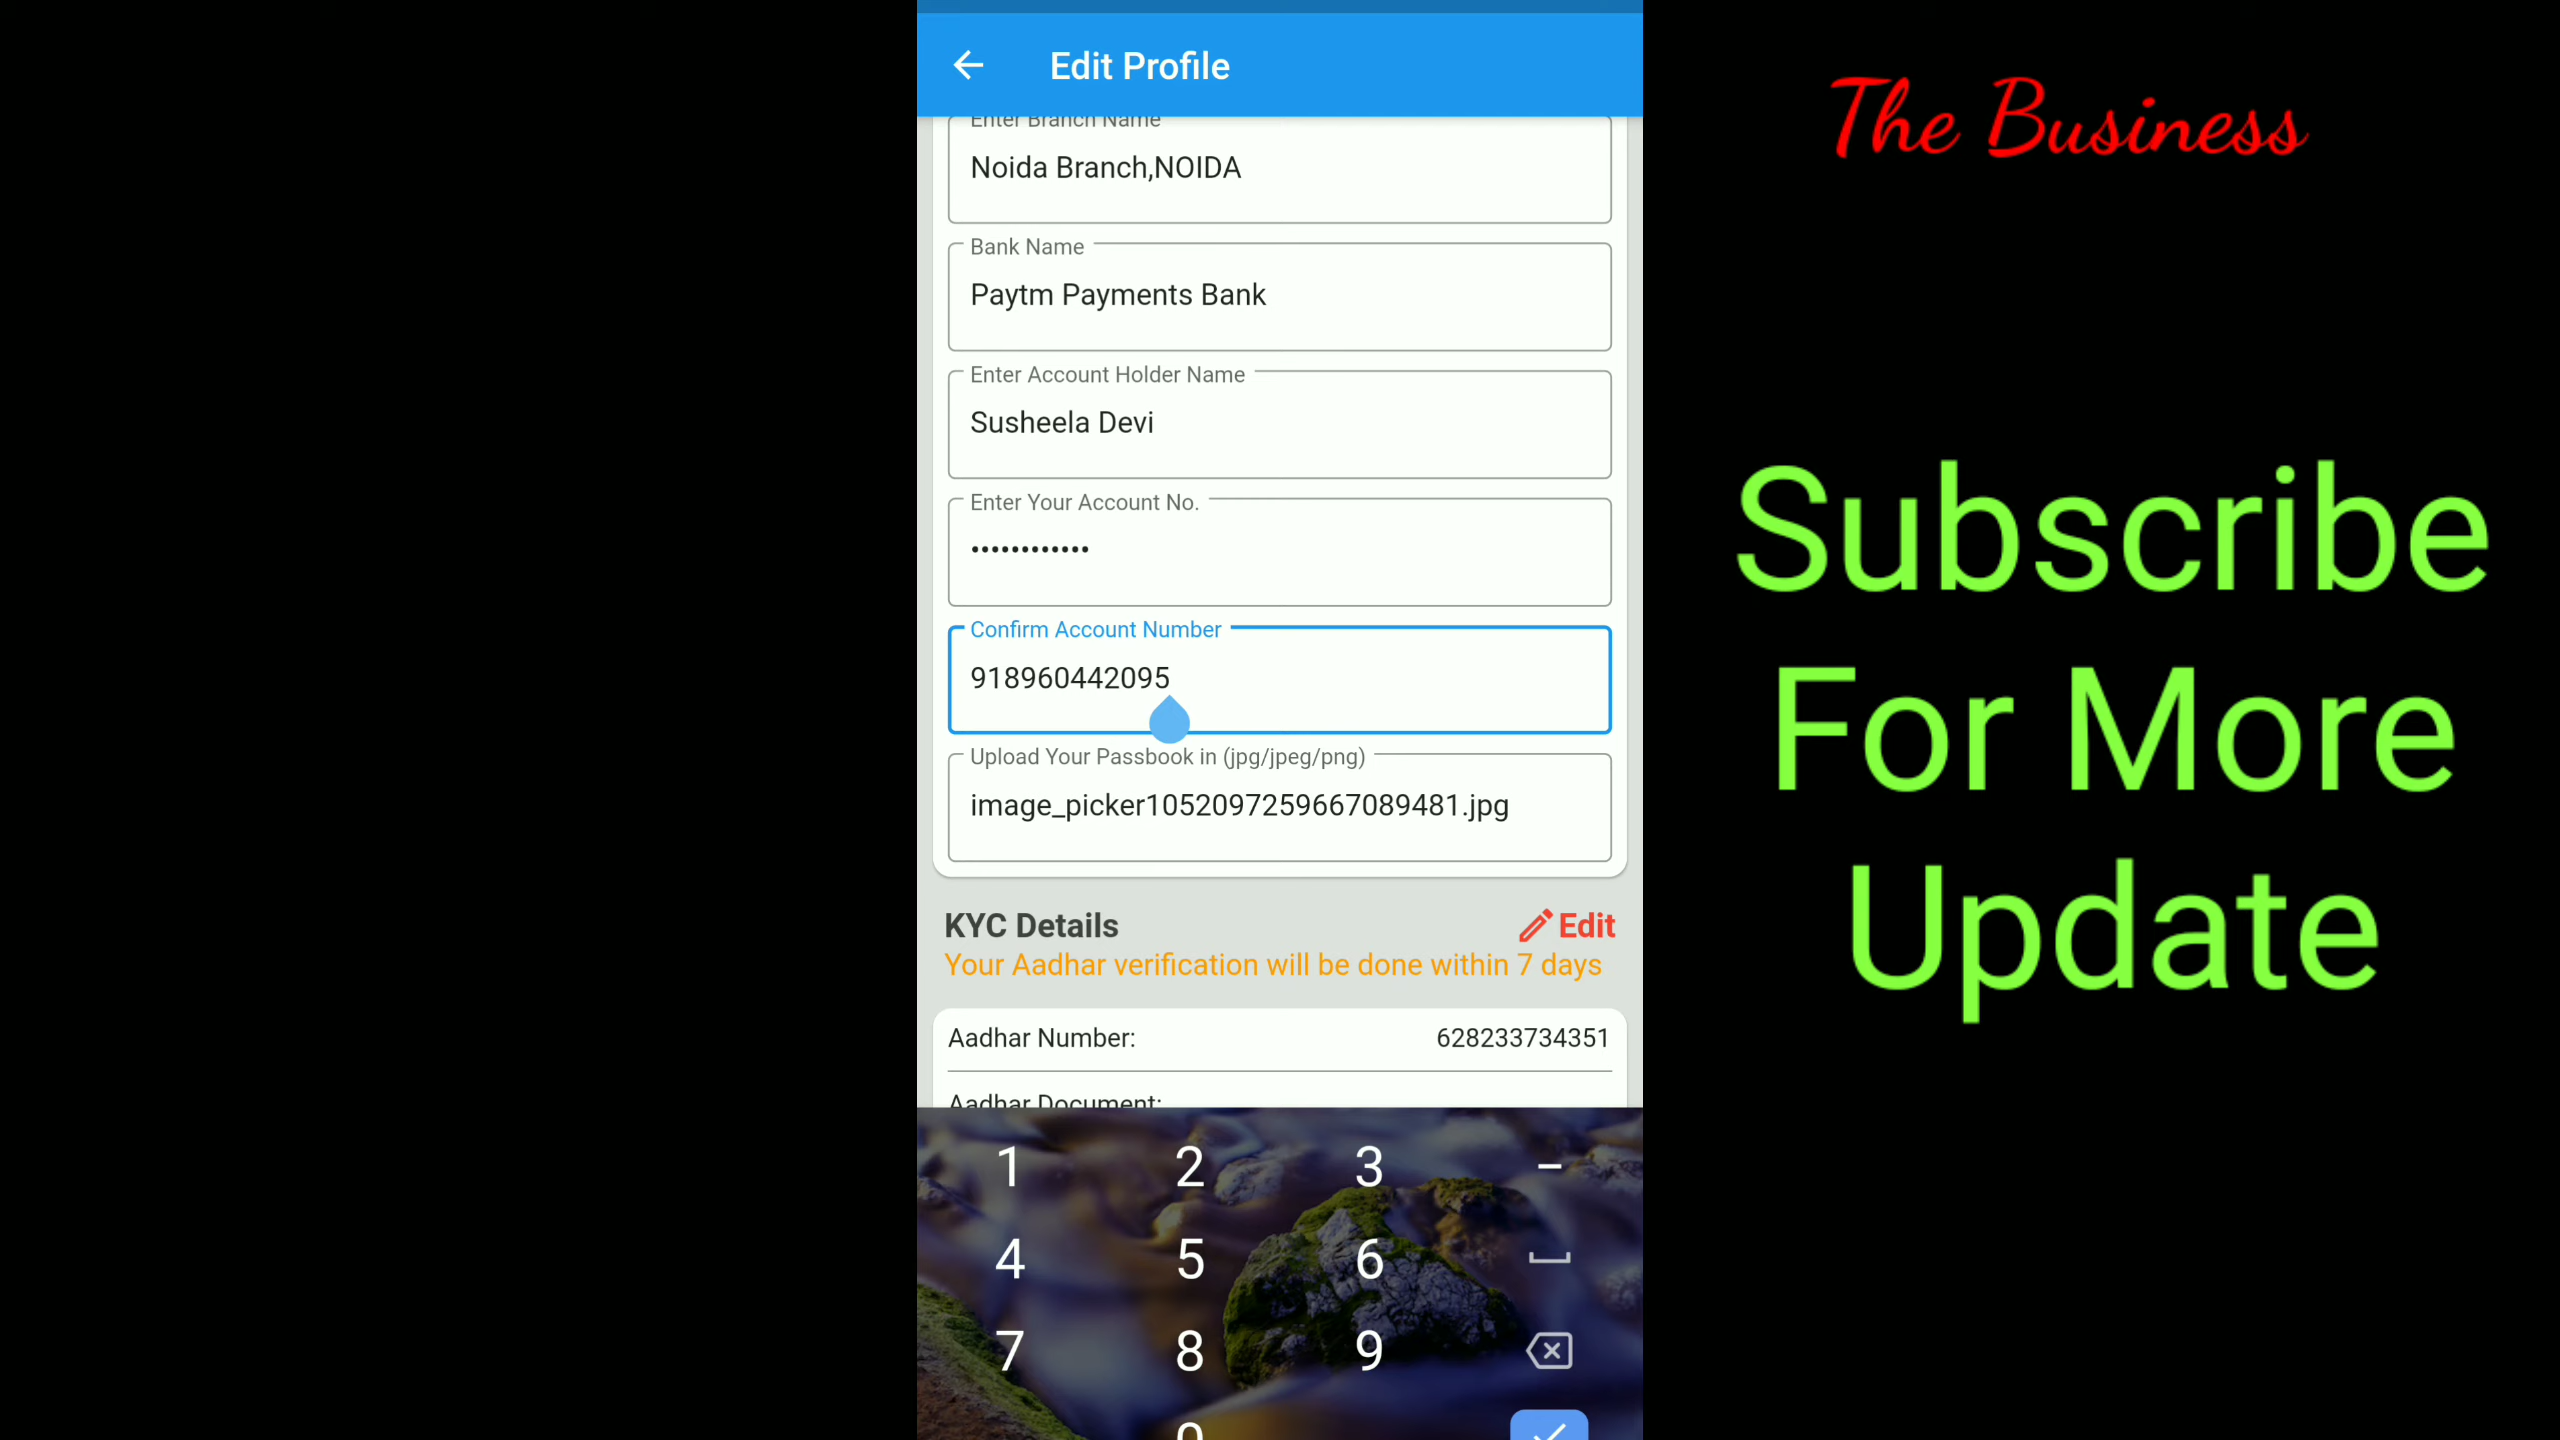 Edit Profile
Enter Branch Name
Noida Branch,NOIDA
Bank Name
Paytm Payments Bank
Enter Account Holder Name
Susheela Devi
Enter Your Account No.
••••••••••••
Confirm Account Number
918960442095
Upload Your Passbook in (jpg/jpeg/png)
image_picker1052097259667089481.jpg
KYC Details
Edit
Your Aadhar verification will be done within 7 days
Aadhar Number: 628233734351
Aadhar Document:
1 2 3 -
4 5 6
7 8 9
0
The Business
Subscribe
For More
Update